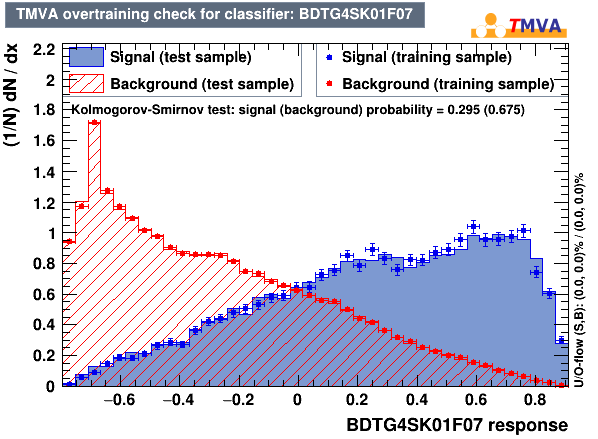 TMVA overtraining check for classifier: BDTG4SK01F07
TMVA
(1/N) dN / dx
2.2
2
1.8
1.6
1.4
1.2
1
0.8
0.6
0.4
0.2
0
Signal (test sample)
Background (test sample)
Signal (training sample)
Background (training sample)
Kolmogorov-Smirnov test: signal (background) probability = 0.295 (0.675)
−0.6 −0.4 −0.2 0 0.2 0.4 0.6 0.8
BDTG4SK01F07 response
U/O-flow (S,B): (0.0, 0.0)% / (0.0, 0.0)%